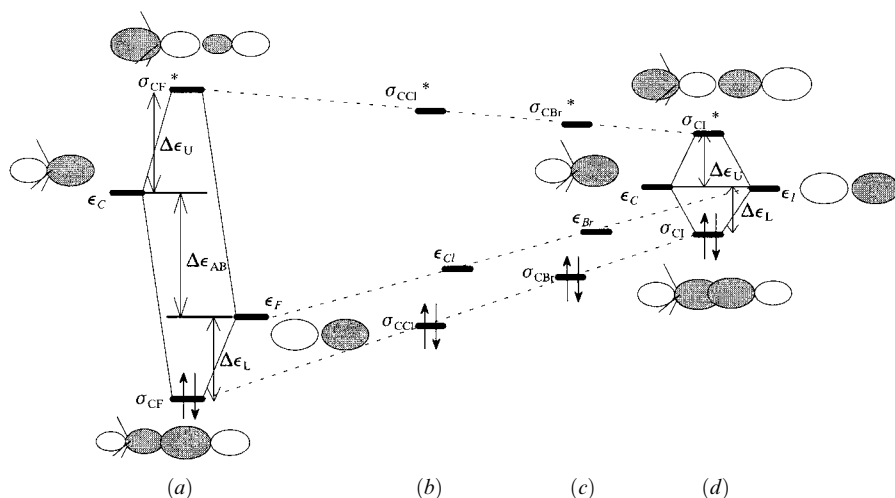 σCF* σCCl* σCBr* σCI*
ΔϵU ΔϵU
ϵC ϵC ϵI
ΔϵAB ϵBr ΔϵL
ϵCl σCI
ϵF σCBr
σCCl
ΔϵL
σCF
(a) (b) (c) (d)